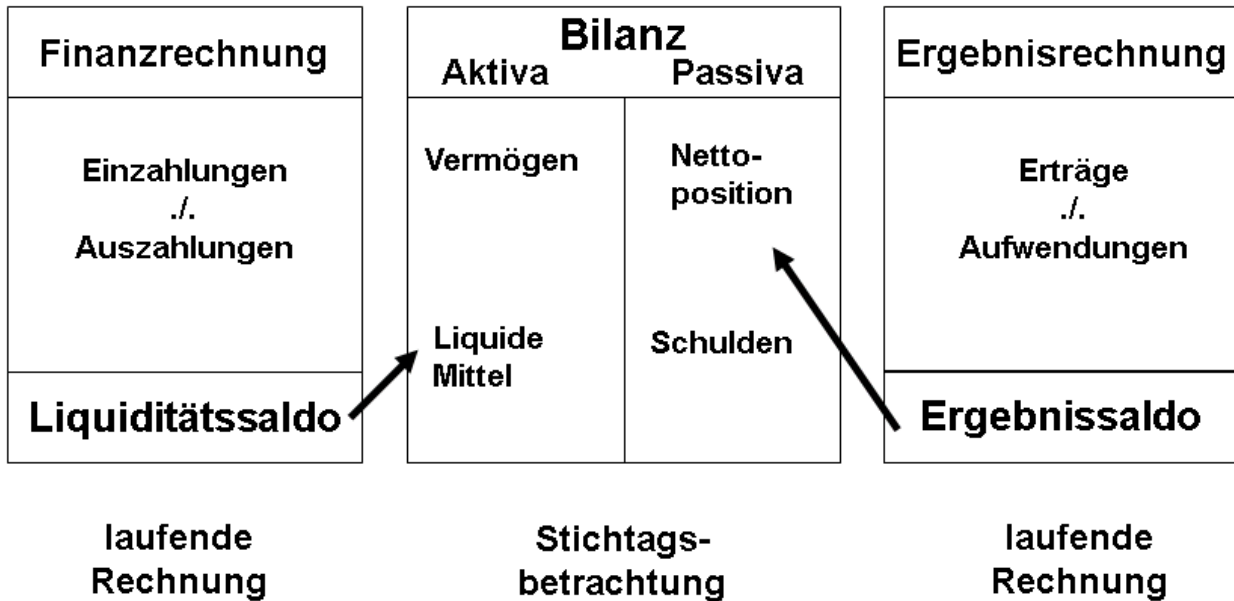 Finanzrechnung
Einzahlungen
./.
Auszahlungen
Liquiditätssaldo
laufende
Rechnung
Bilanz
Aktiva Passiva
Vermögen
Liquide
Mittel
Netto-
position
Schulden
Stichtags-
betrachtung
Ergebnisrechnung
Erträge
./.
Aufwendungen
Ergebnissaldo
laufende
Rechnung